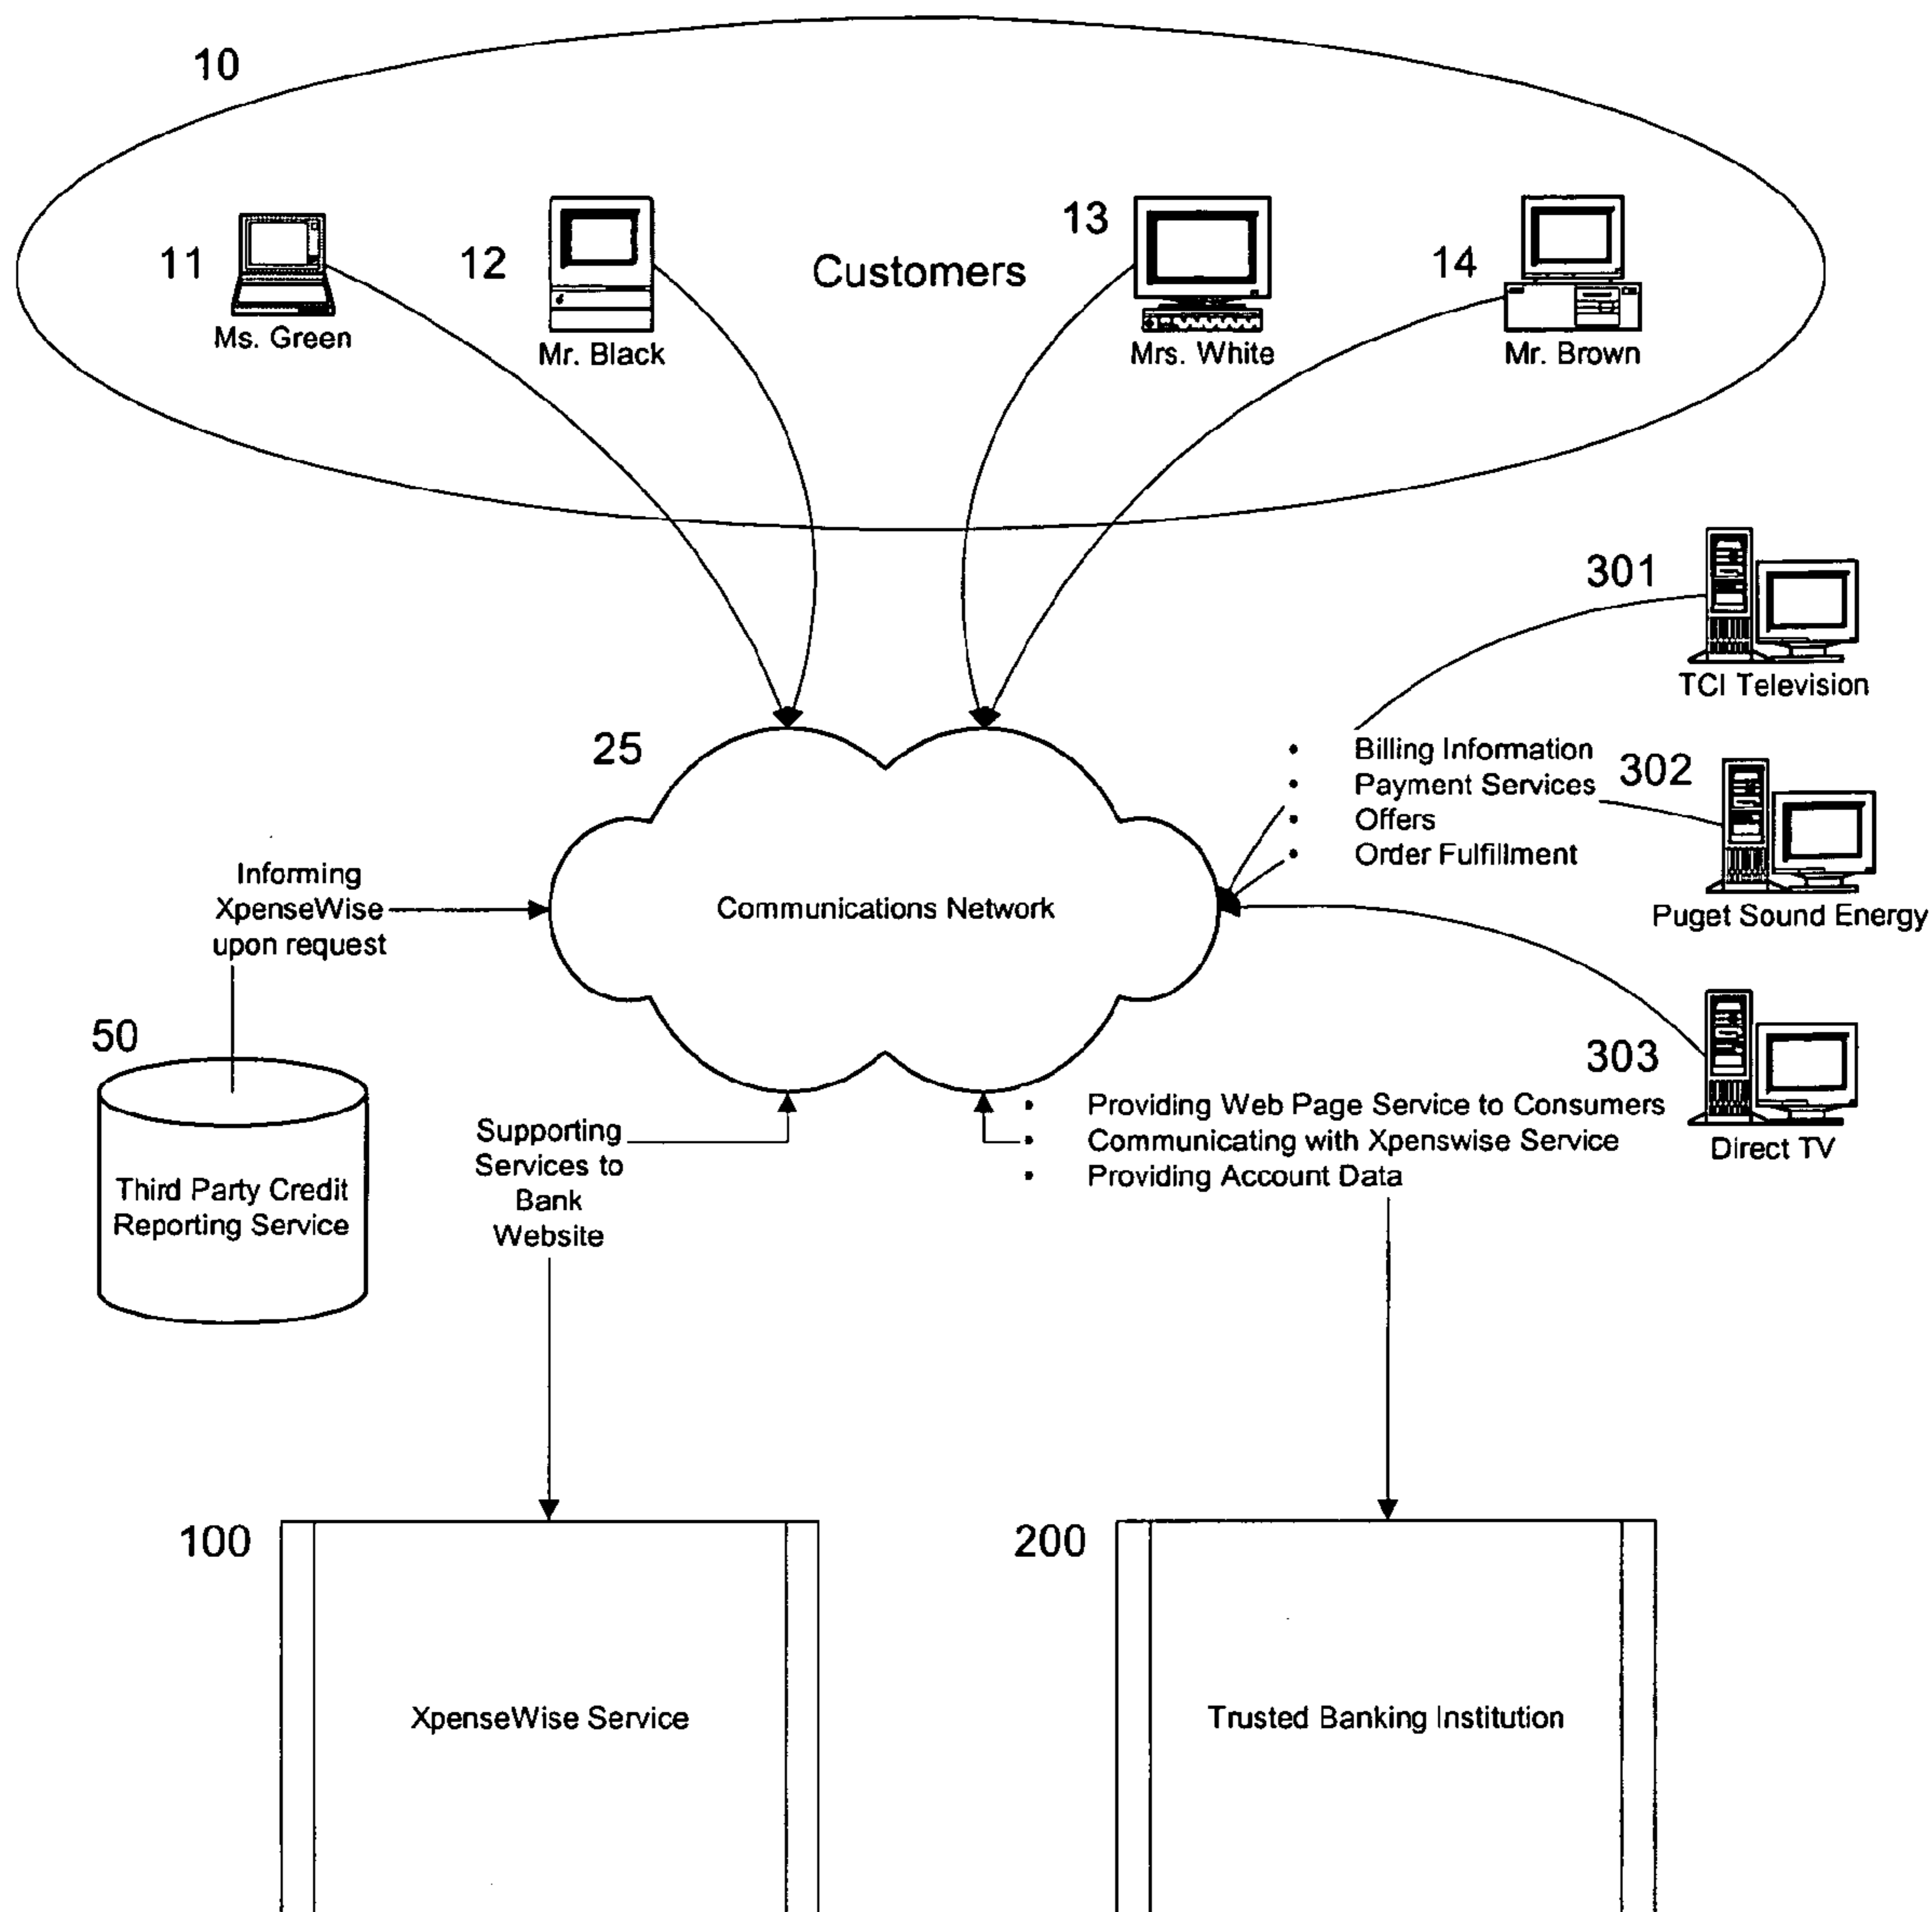 10
11
Ms. Green
12
Mr. Black
Customers
13
Mrs. White
14
Mr. Brown
301
TCI Television
25
• Billing Information
• Payment Services
• Offers
• Order Fulfillment
302
Puget Sound Energy
Informing
XpenseWise
upon request
Communications Network
50
Third Party Credit
Reporting Service
303
Direct TV
Supporting
Services to
Bank
Website
• Providing Web Page Service to Consumers
• Communicating with Xpenswise Service
• Providing Account Data
100
XpenseWise Service
200
Trusted Banking Institution